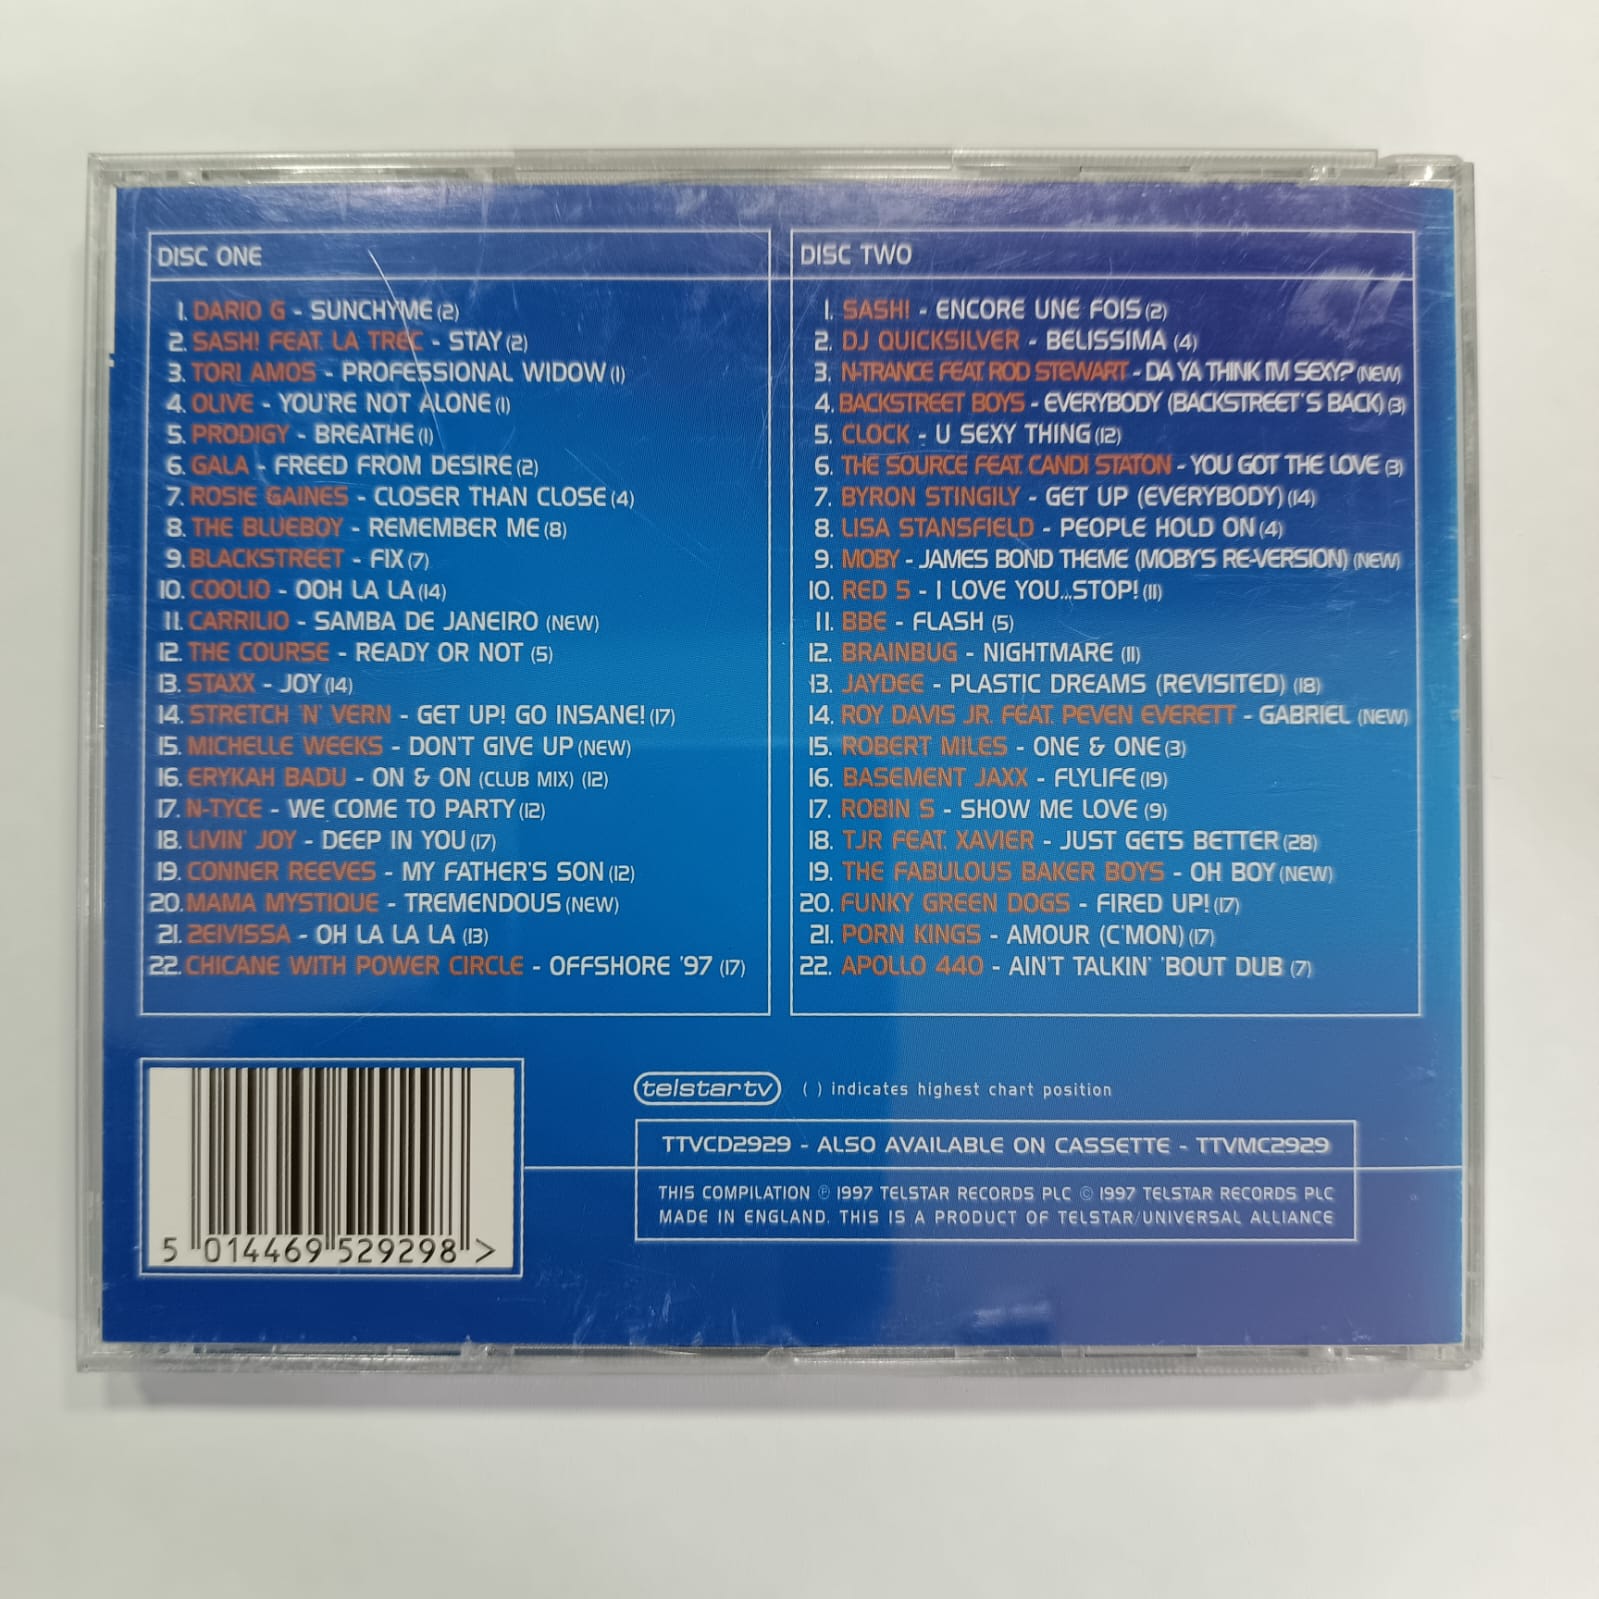 DISC ONE
1. DARIO G - SUNCHYME (2)
2. SASH! FEAT. LA TREC - STAY (2)
3. TORI AMOS - PROFESSIONAL WIDOW (1)
4. OLIVE - YOU'RE NOT ALONE (1)
5. PRODIGY - BREATHE (1)
6. GALA - FREED FROM DESIRE (2)
7. ROSIE GAINES - CLOSER THAN CLOSE (4)
8. THE BLUEBOY - REMEMBER ME (8)
9. BLACKSTREET - FIX (7)
10. COOLIO - OOH LA LA (14)
11. CARRILIO - SAMBA DE JANEIRO (NEW)
12. THE COURSE - READY OR NOT (5)
13. STAXX - JOY (14)
14. STRETCH 'N' VERN - GET UP! GO INSANE! (17)
15. MICHELLE WEEKS - DON'T GIVE UP (NEW)
16. ERYKAH BADU - ON & ON (CLUB MIX) (12)
17. N-TYCE - WE COME TO PARTY (12)
18. LIVIN' JOY - DEEP IN YOU (17)
19. CONNER REEVES - MY FATHER'S SON (12)
20. MAMA MYSTIQUE - TREMENDOUS (NEW)
21. 2EIVISSA - OH LA LA LA (13)
22. CHICANE WITH POWER CIRCLE - OFFSHORE '97 (17)
DISC TWO
1. SASH! - ENCORE UNE FOIS (2)
2. DJ QUICKSILVER - BELISSIMA (4)
3. N-TRANCE FEAT. ROD STEWART - DA YA THINK I'M SEXY? (NEW)
4. BACKSTREET BOYS - EVERYBODY (BACKSTREET'S BACK) (3)
5. CLOCK - U SEXY THING (12)
6. THE SOURCE FEAT. CANDI STATON - YOU GOT THE LOVE (3)
7. BYRON STINGILY - GET UP (EVERYBODY) (14)
8. LISA STANSFIELD - PEOPLE HOLD ON (4)
9. MOBY - JAMES BOND THEME (MOBY'S RE-VERSION) (NEW)
10. RED 5 - I LOVE YOU...STOP! (11)
11. BBE - FLASH (5)
12. BRAINBUG - NIGHTMARE (11)
13. JAYDEE - PLASTIC DREAMS (REVISITED) (18)
14. ROY DAVIS JR. FEAT. PEVEN EVERETT - GABRIEL (NEW)
15. ROBERT MILES - ONE & ONE (3)
16. BASEMENT JAXX - FLYLIFE (19)
17. ROBIN S - SHOW ME LOVE (9)
18. TJR FEAT. XAVIER - JUST GETS BETTER (28)
19. THE FABULOUS BAKER BOYS - OH BOY (NEW)
20. FUNKY GREEN DOGS - FIRED UP! (17)
21. PORN KINGS - AMOUR (C'MON) (17)
22. APOLLO 440 - AIN'T TALKIN' 'BOUT DUB (7)
telstar tv ( ) indicates highest chart position
TTVCD2929 - ALSO AVAILABLE ON CASSETTE - TTVMC2929
THIS COMPILATION ℗ 1997 TELSTAR RECORDS PLC © 1997 TELSTAR RECORDS PLC
MADE IN ENGLAND. THIS IS A PRODUCT OF TELSTAR/UNIVERSAL ALLIANCE
5 014469 529298 >